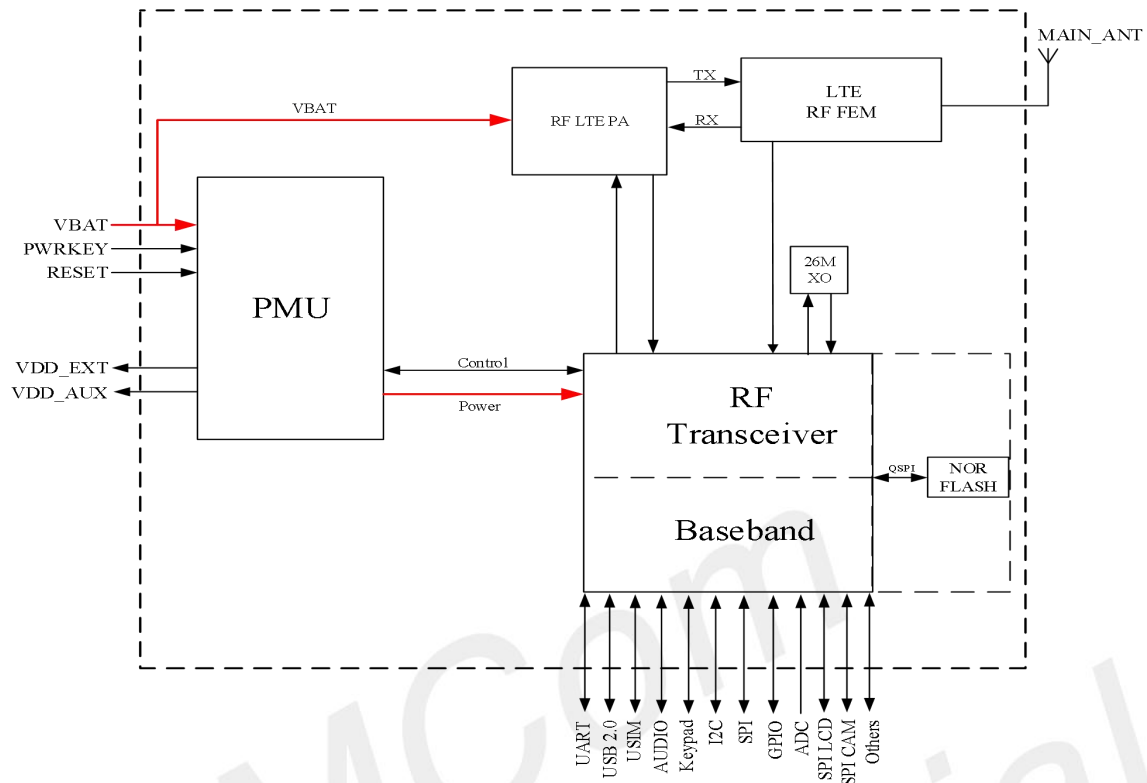 MAIN_ANT
TX
LTE
RF FEM
VBAT
RF LTE PA
RX
VBAT
PWRKEY
RESET
26M
XO
PMU
VDD_EXT
VDD_AUX
Control
Power
RF
Transceiver
QSPI
NOR
FLASH
Baseband
UART
USB 2.0
USIM
AUDIO
Keypad
I2C
SPI
GPIO
ADC
SPI LCD
SPI CAM
Others